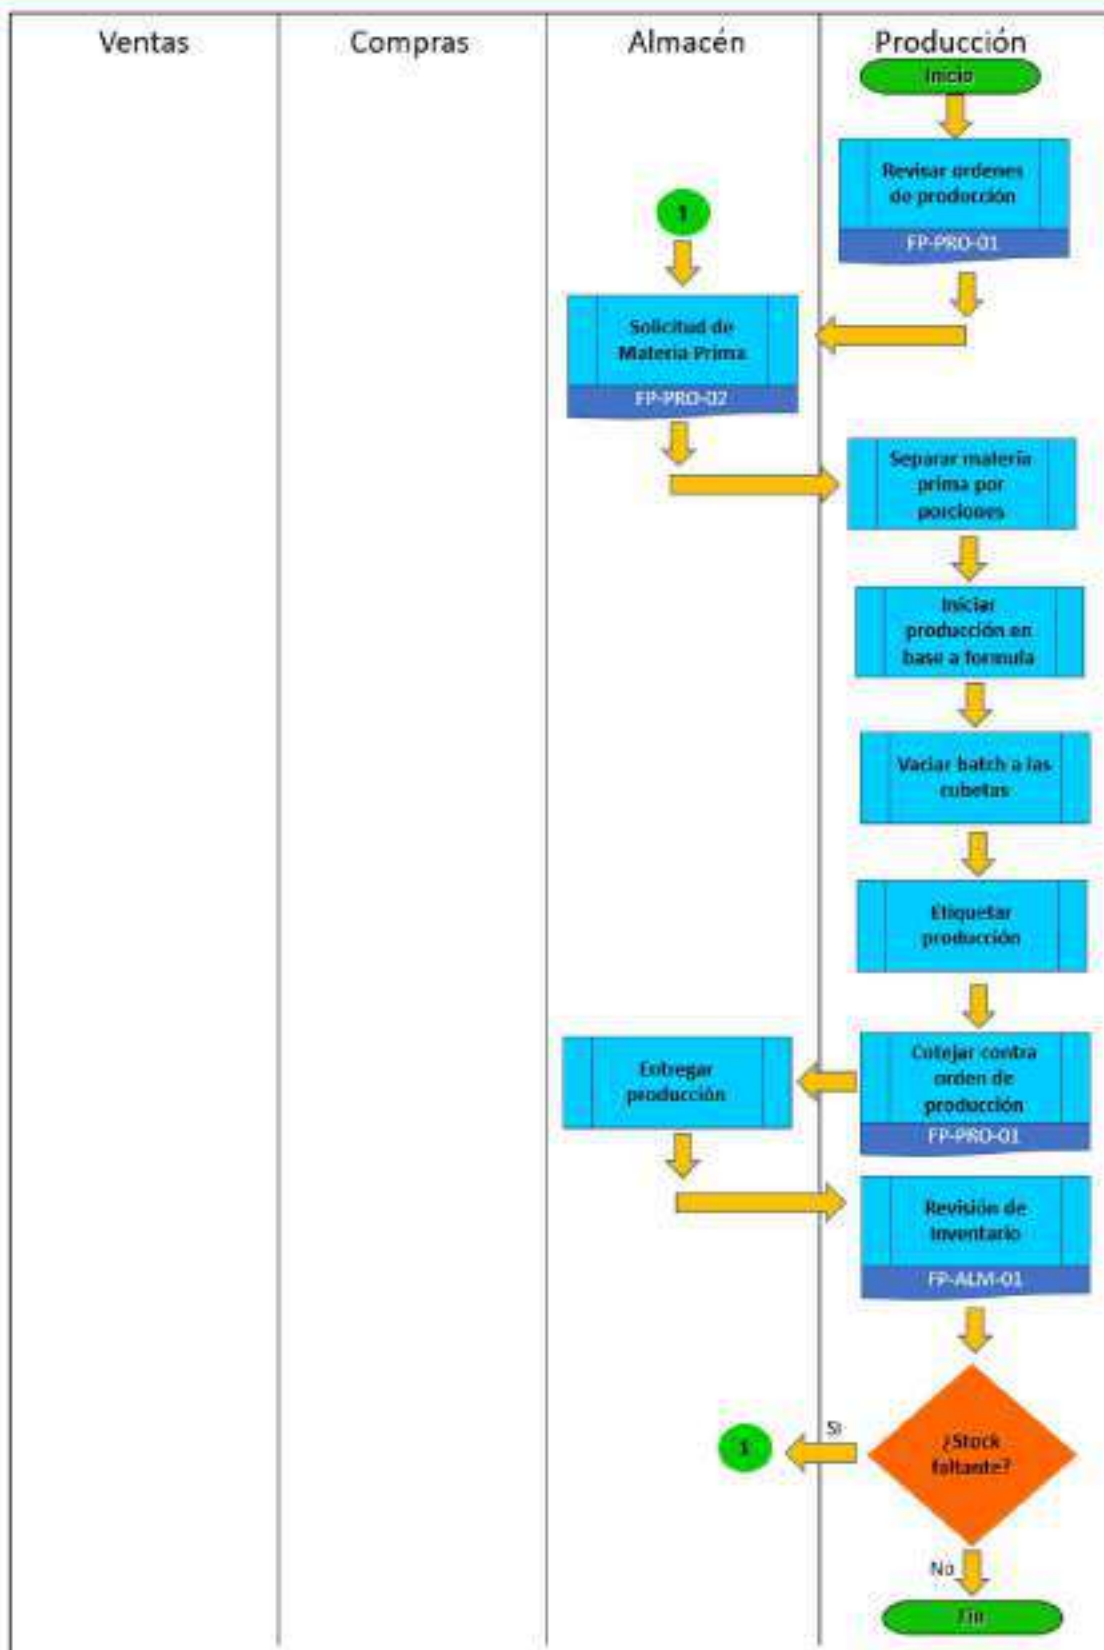 Ventas
Compras
Almacén
Producción
Inicio
Revisar ordenes
de producción
FP-PRO-01
1
Solicitud de
Materia Prima
FP-PRO-02
Separar materia
prima por
porciones
Iniciar
producción en
base a formula
Vaciar batch a las
cubetas
Etiquetar
producción
Cotejar contra
orden de
producción
FP-PRO-01
Entregar
producción
Revisión de
inventario
FP-ALM-01
¿Stock
faltante?
Si
1
No
Fin